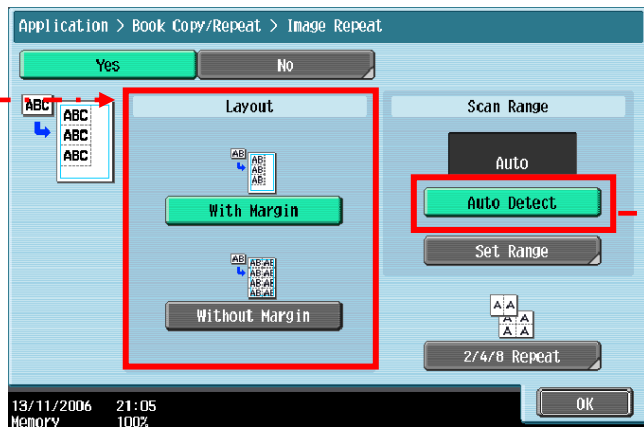 Application > Book Copy/Repeat > Image Repeat
Yes
No
ABC
ABC
ABC
ABC
Layout
AB
AB
AB
AB
With Margin
AB
AB AB
AB AB
AB AB
AB AB
Without Margin
Scan Range
Auto
Auto Detect
Set Range
A A
A A
A A
2/4/8 Repeat
13/11/2006 21:05
Memory 100%
OK